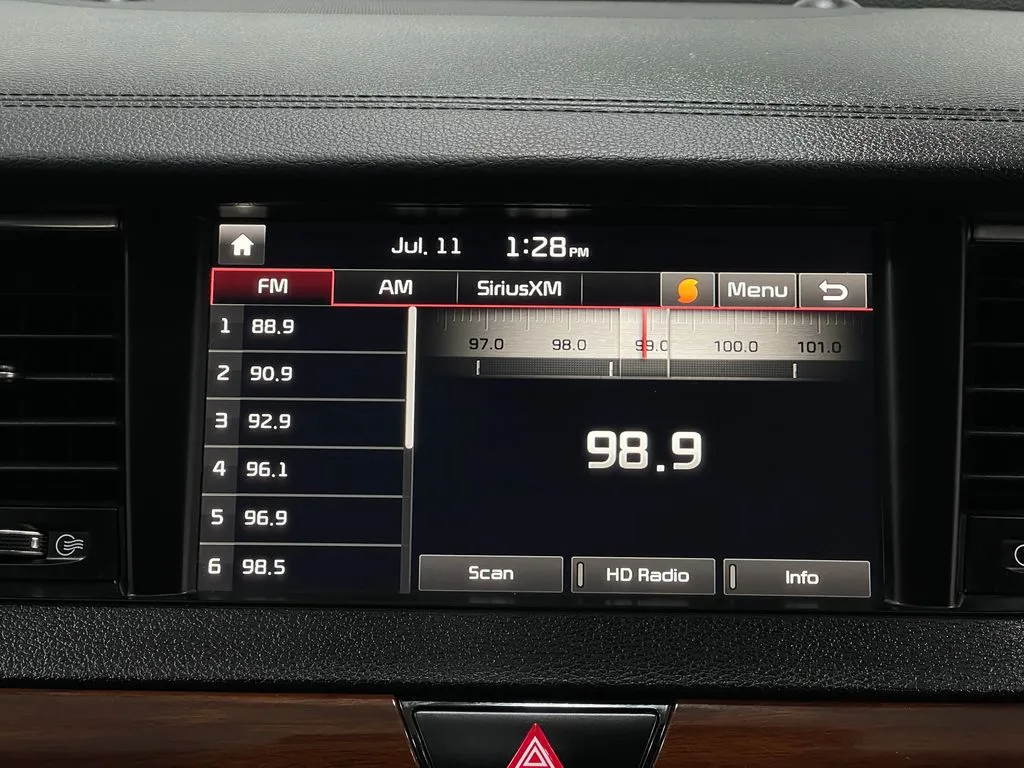 Jul. 11 1:28 PM
FM AM SiriusXM Menu
1 88.9
2 90.9
3 92.9
4 96.1
5 96.9
6 98.5
97.0 98.0 99.0 100.0 101.0
98.9
Scan HD Radio Info